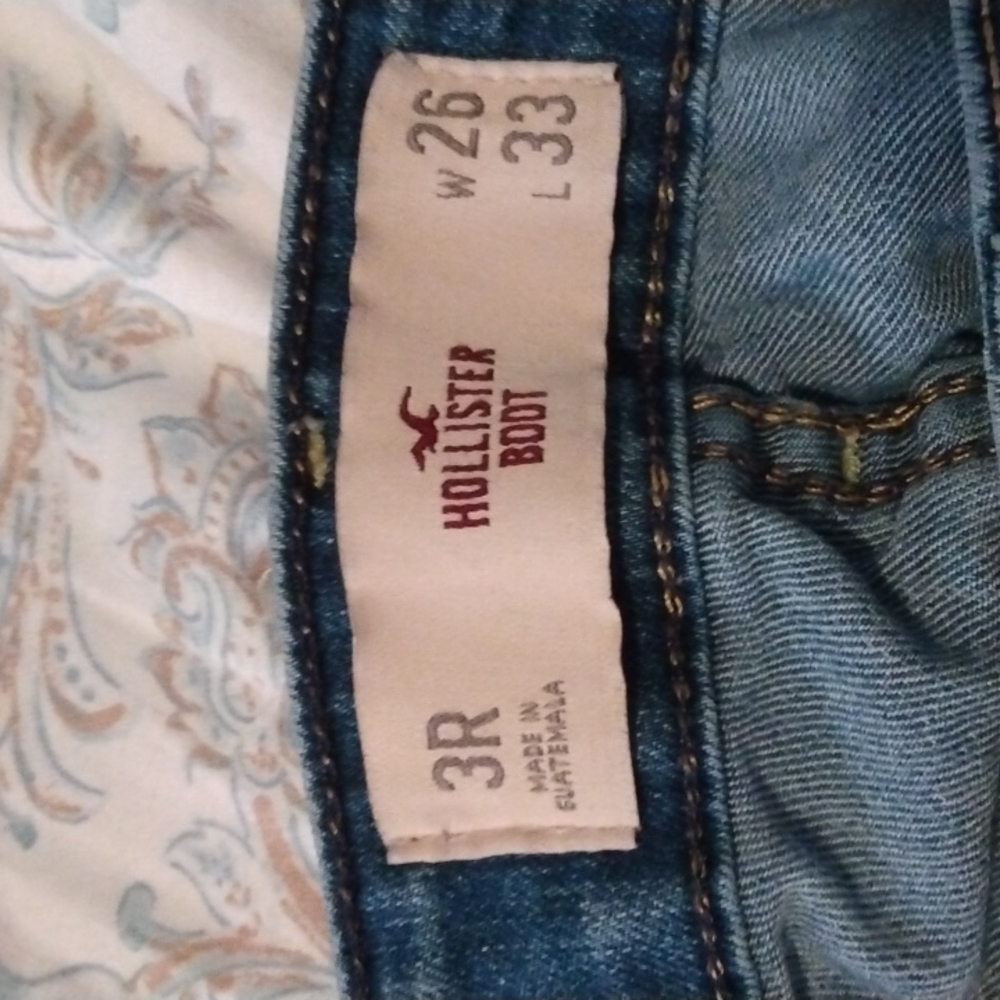 3R
MADE IN
GUATEMALA
HOLLISTER
BOOT
W 26
L 33